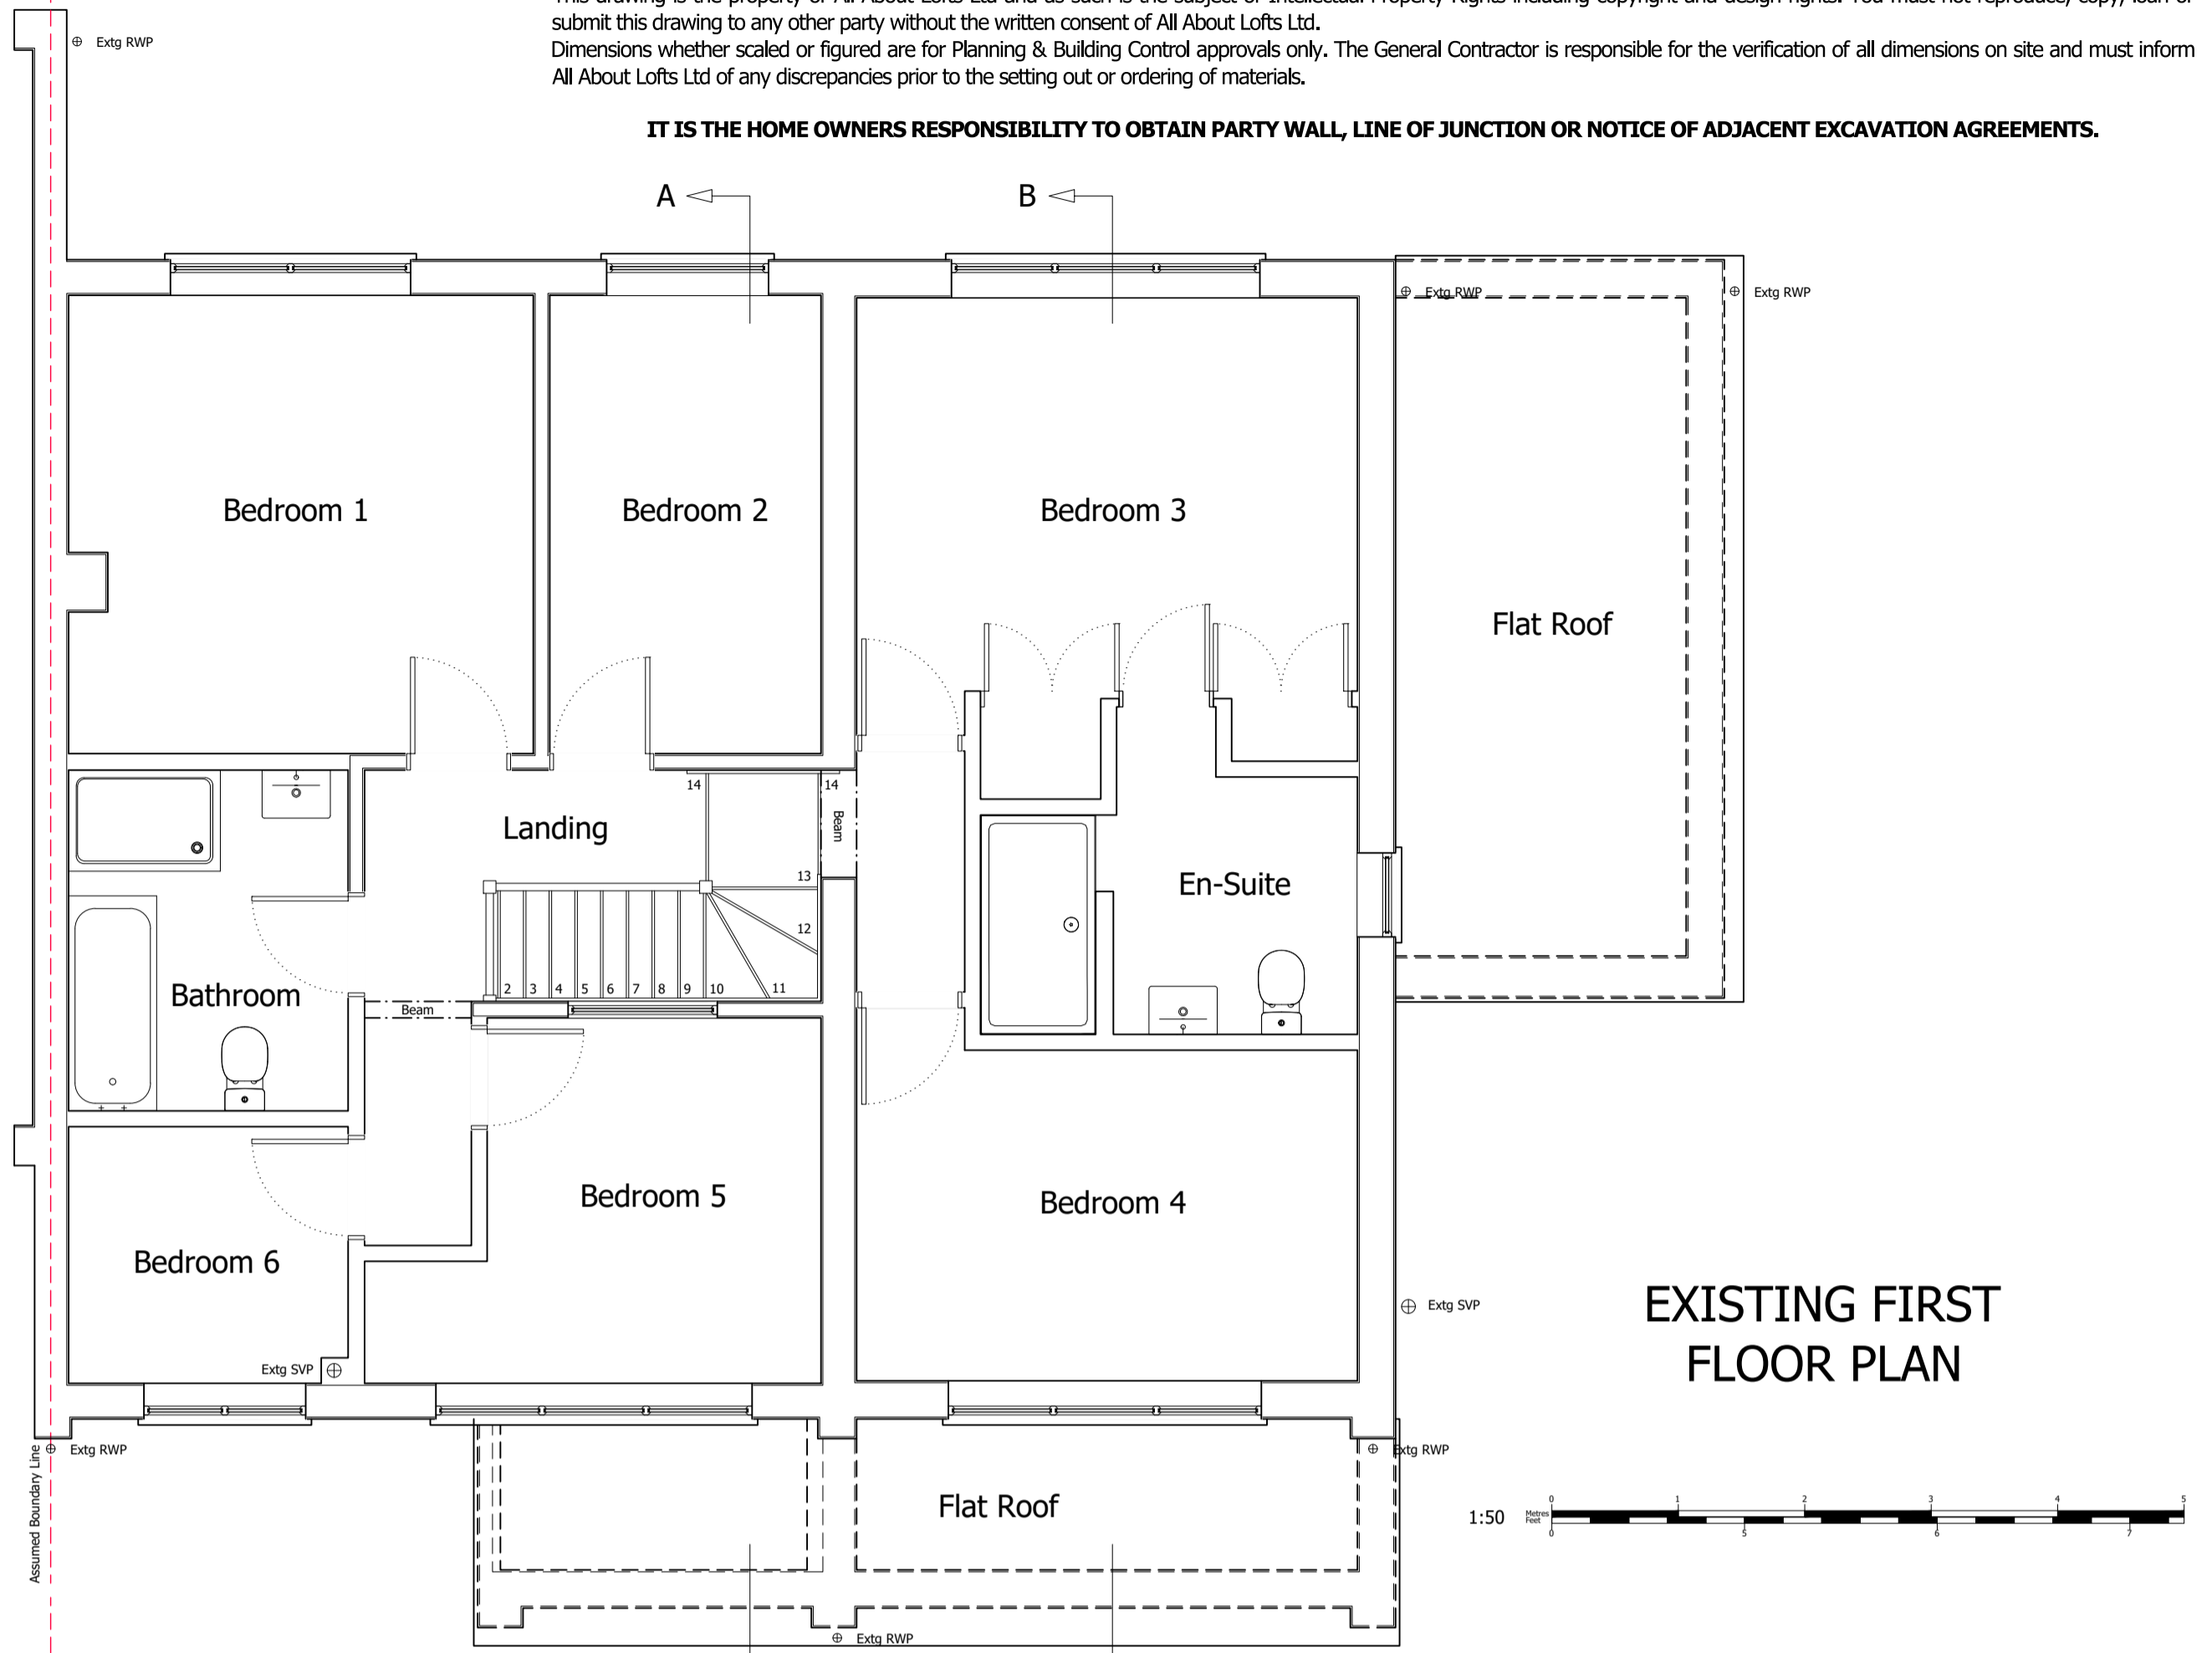 submit this drawing to any other party without the written consent of All About Lofts Ltd.
Dimensions whether scaled or figured are for Planning & Building Control approvals only. The General Contractor is responsible for the verification of all dimensions on site and must inform
All About Lofts Ltd of any discrepancies prior to the setting out or ordering of materials.
IT IS THE HOME OWNERS RESPONSIBILITY TO OBTAIN PARTY WALL, LINE OF JUNCTION OR NOTICE OF ADJACENT EXCAVATION AGREEMENTS.
Extg RWP
A
B
Extg RWP
Extg RWP
Bedroom 1
Bedroom 2
Bedroom 3
Flat Roof
14
14
Beam
Landing
13
En-Suite
12
2 3 4 5 6 7 8 9 10 11
Bathroom
Beam
Bedroom 5
Bedroom 4
Bedroom 6
Extg SVP
Extg SVP
EXISTING FIRST
FLOOR PLAN
Assumed Boundary Line
Extg RWP
Extg RWP
Flat Roof
1:50
Metres
Feet
0 1 2 3 4 5
0 5 6 7
Extg RWP